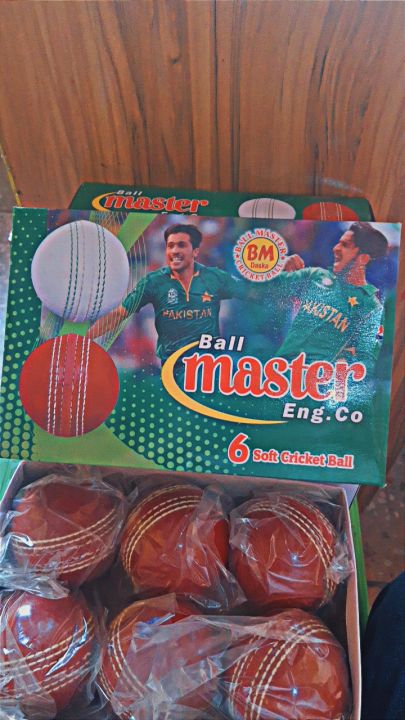 Ball
master
BALL MASTER
BM
Daska
CRICKET BALL
PAKISTAN
PAKISTAN
Ball
master
Eng.Co
6 Soft Cricket Ball